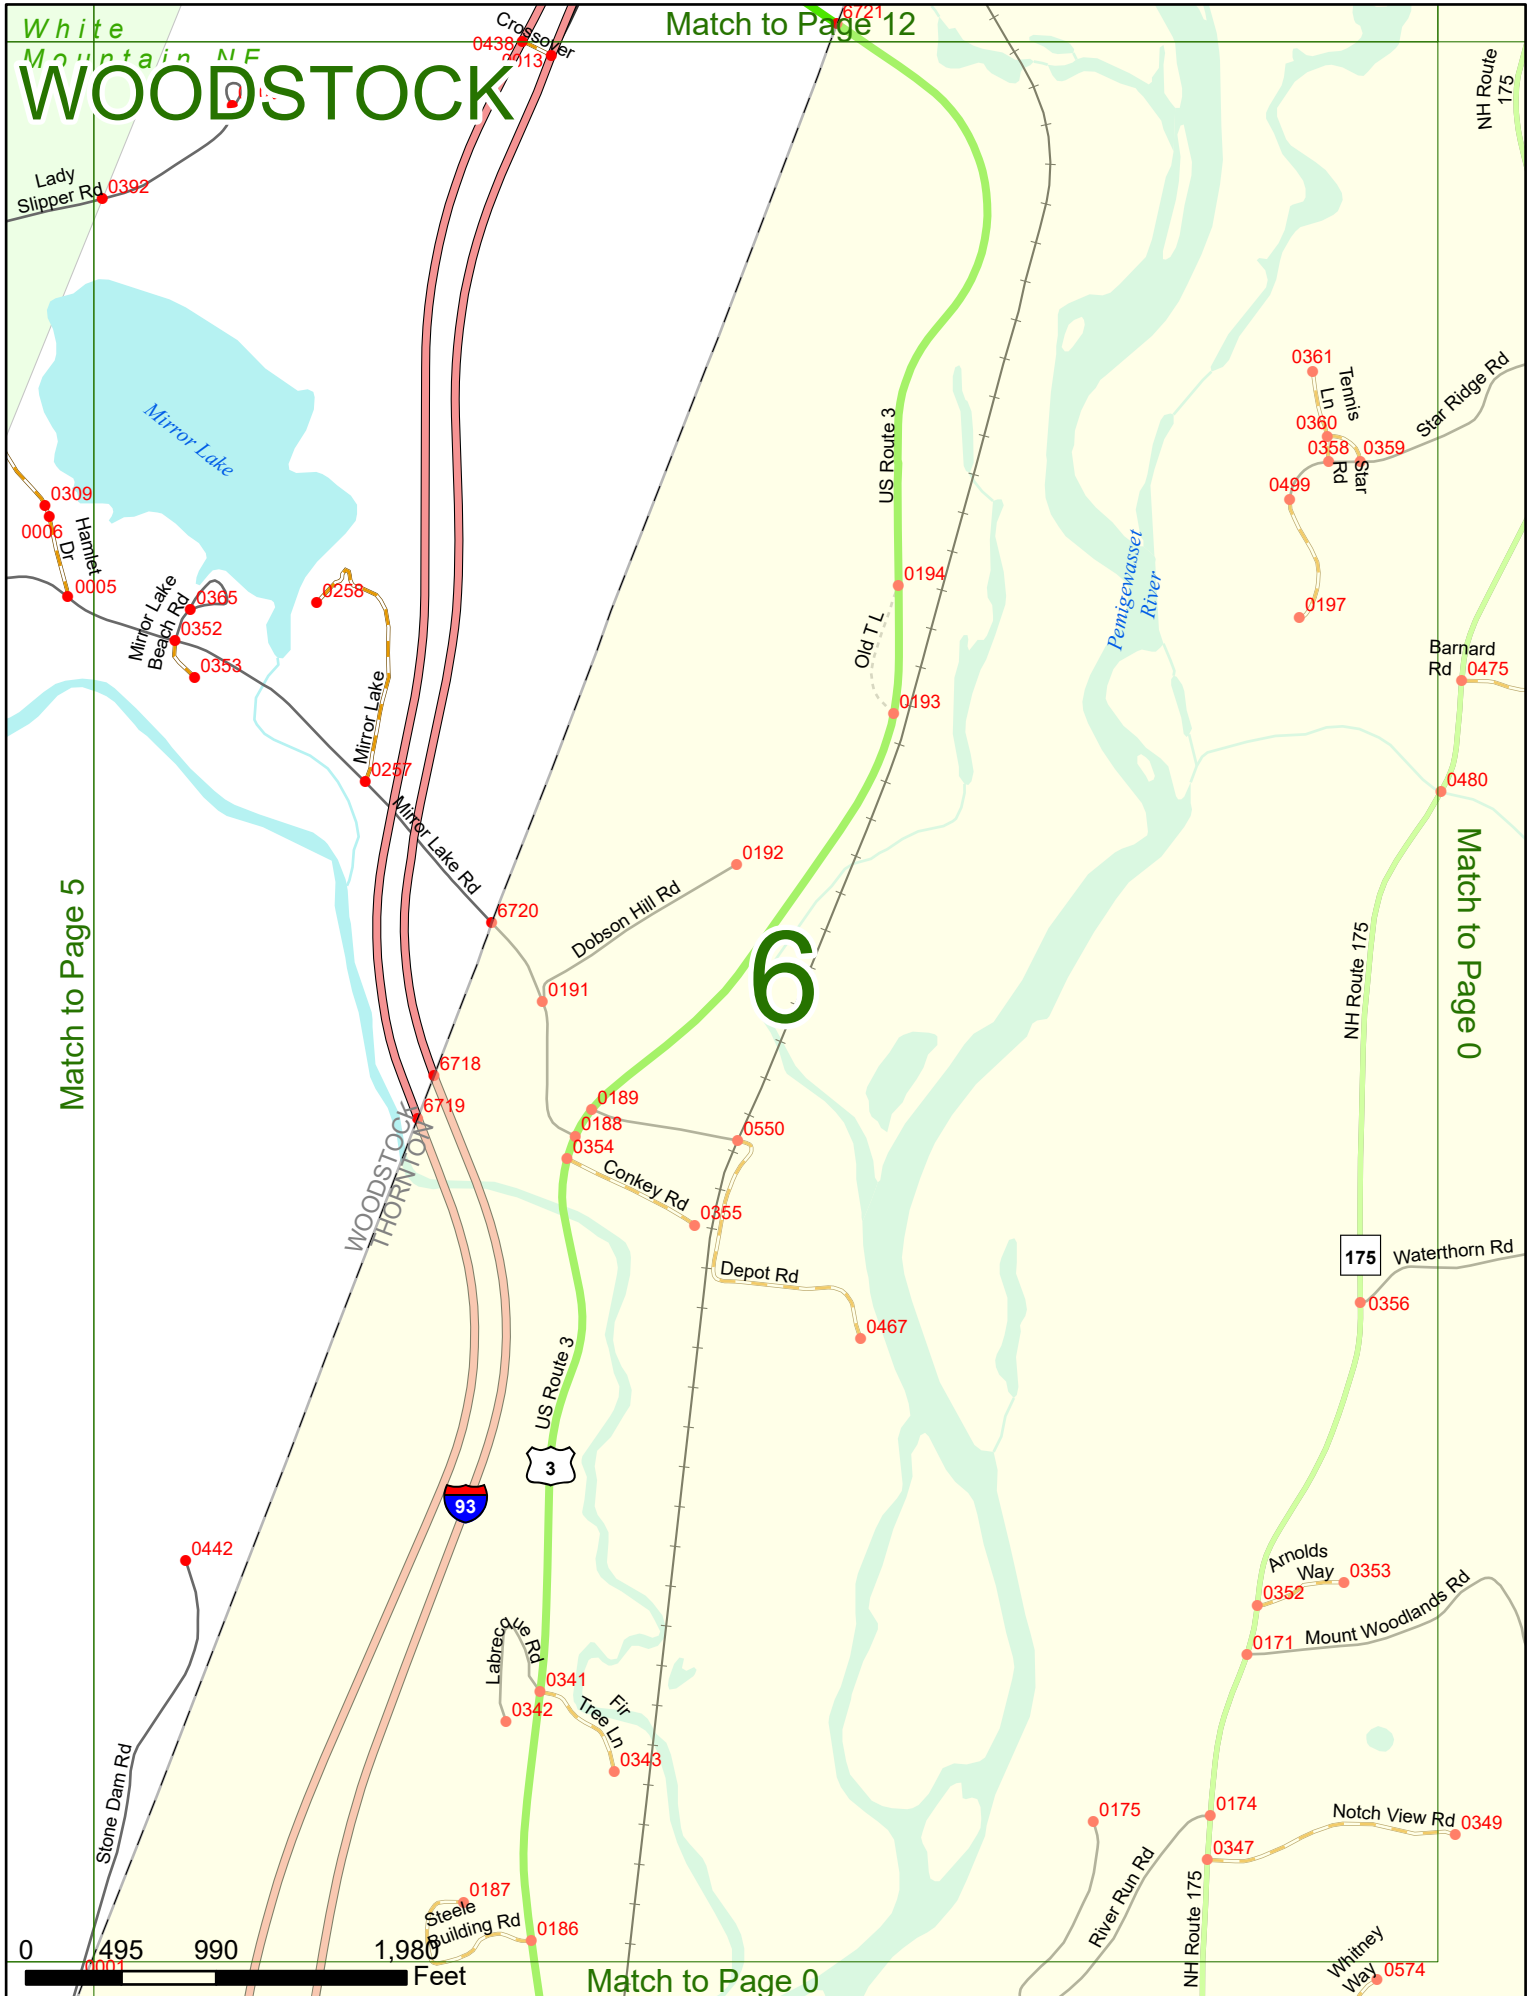 White
Mountain NF
WOODSTOCK
Match to Page 12
6721
Crossover
0438
0013
NH Route
175
Lady
Slipper Rd
0392
Mirror Lake
0361
Tennis
Ln
0360
0358
0359
Star
Rd
Star Ridge Rd
0499
0197
US Route 3
0309
0006
Hamlet
Dr
0005
Mirror Lake
Beach Rd
0365
0352
0353
0258
Mirror Lake
0257
Mirror Lake Rd
Pemigewasset
River
0194
Old T L
0193
Barnard
Rd
0475
0480
Match to Page 5
Match to Page 0
6720
Dobson Hill Rd
0192
0191
6
NH Route 175
6718
6719
WOODSTOCK
THORNTON
0189
0188
0354
0550
Conkey Rd
0355
Depot Rd
0467
175
Waterthorn Rd
0356
US Route 3
3
93
0442
Stone Dam Rd
Arnolds
Way
0353
0352
0171
Mount Woodlands Rd
Labrecque Rd
0341
0342
Fir
Tree Ln
0343
0175
0174
0347
Notch View Rd
0349
River Run Rd
NH Route 175
0187
Steele
Building Rd
0186
Whitney
Way
0574
0 495 990 1,980
Feet
0001
Match to Page 0